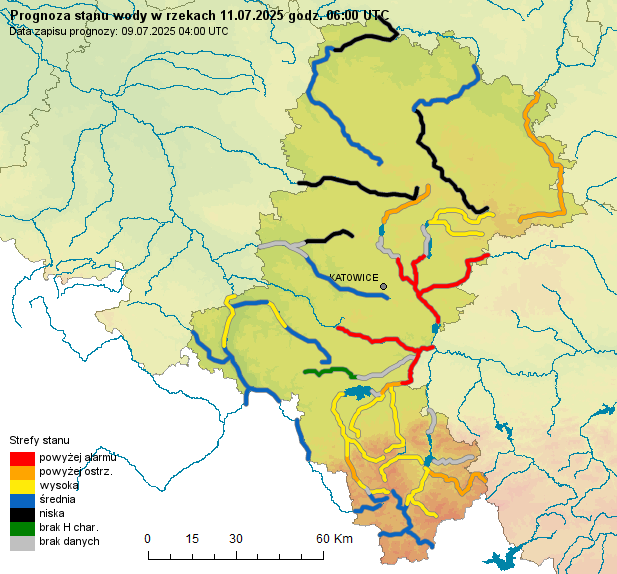 Prognoza stanu wody w rzekach 11.07.2025 godz. 06:00 UTC
Data zapisu prognozy: 09.07.2025 04:00 UTC
KATOWICE
Strefy stanu
powyżej alarmu
powyżej ostrz.
wysoka
średnia
niska
brak H char.
brak danych
0 15 30 60 Km